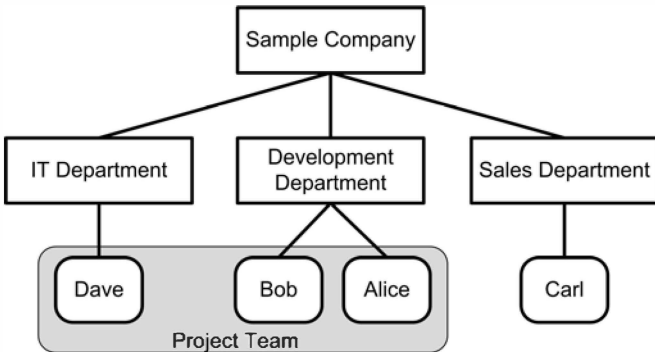 Sample Company
IT Department
Development
Department
Sales Department
Dave
Bob
Alice
Carl
Project Team